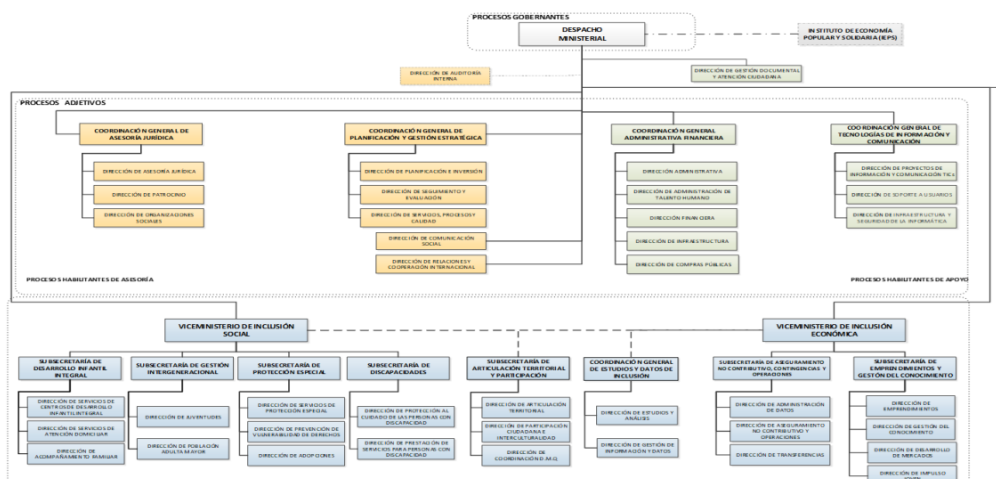 PROCESOS GOBERNANTES
DESPACHO
MINISTERIAL
INSTITUTO DE ECONOMÍA
POPULAR Y SOLIDARIA (IEPS)
DIRECCIÓN DE AUDITORÍA
INTERNA
DIRECCIÓN DE GESTIÓN DOCUMENTAL
Y ATENCIÓN CIUDADANA
PROCESOS ADJETIVOS
COORDINACIÓN GENERAL DE
ASESORÍA JURÍDICA
DIRECCIÓN DE ASESORÍA JURÍDICA
DIRECCIÓN DE PATROCINIO
DIRECCIÓN DE ORGANIZACIONES
SOCIALES
COORDINACIÓN GENERAL DE
PLANIFICACIÓN Y GESTIÓN ESTRATÉGICA
DIRECCIÓN DE PLANIFICACIÓN E INVERSIÓN
DIRECCIÓN DE SEGUIMIENTO Y
EVALUACIÓN
DIRECCIÓN DE SERVICIOS, PROCESOS Y
CALIDAD
DIRECCIÓN DE COMUNICACIÓN
SOCIAL
DIRECCIÓN DE RELACIONES Y
COOPERACIÓN INTERNACIONAL
COORDINACIÓN GENERAL
ADMINISTRATIVA FINANCIERA
DIRECCIÓN ADMINISTRATIVA
DIRECCIÓN DE ADMINISTRACIÓN DE
TALENTO HUMANO
DIRECCIÓN FINANCIERA
DIRECCIÓN DE INFRAESTRUCTURA
DIRECCIÓN DE COMPRAS PÚBLICAS
COORDINACIÓN GENERAL DE
TECNOLOGÍAS DE INFORMACIÓN Y
COMUNICACIÓN
DIRECCIÓN DE PROYECTOS DE
INFORMACIÓN Y COMUNICACIÓN TICs
DIRECCIÓN DE SOPORTE A USUARIOS
DIRECCIÓN DE INFRAESTRUCTURA Y
SEGURIDAD DE LA INFORMÁTICA
PROCESOS HABILITANTES DE ASESORÍA
PROCESOS HABILITANTES DE APOYO
VICEMINISTERIO DE INCLUSIÓN
SOCIAL
VICEMINISTERIO DE INCLUSIÓN
ECONÓMICA
SUBSECRETARÍA DE
DESARROLLO INFANTIL
INTEGRAL
DIRECCIÓN DE SERVICIOS DE
CENTROS DE DESARROLLO
INFANTIL INTEGRAL
DIRECCIÓN DE SERVICIOS DE
ATENCIÓN DOMICILIAR
DIRECCIÓN DE
ACOMPAÑAMIENTO FAMILIAR
SUBSECRETARÍA DE GESTIÓN
INTERGENERACIONAL
DIRECCIÓN DE JUVENTUDES
DIRECCIÓN DE POBLACIÓN
ADULTA MAYOR
SUBSECRETARÍA DE
PROTECCIÓN ESPECIAL
DIRECCIÓN DE SERVICIOS DE
PROTECCIÓN ESPECIAL
DIRECCIÓN DE PREVENCIÓN DE
VULNERABILIDAD DE DERECHOS
DIRECCIÓN DE ADOPCIONES
SUBSECRETARÍA DE
DISCAPACIDADES
DIRECCIÓN DE PROTECCIÓN AL
CUIDADO DE LAS PERSONAS CON
DISCAPACIDAD
DIRECCIÓN DE PRESTACIÓN DE
SERVICIOS PARA PERSONAS CON
DISCAPACIDAD
SUBSECRETARÍA DE
ARTICULACIÓN TERRITORIAL
Y PARTICIPACIÓN
DIRECCIÓN DE ARTICULACIÓN
TERRITORIAL
DIRECCIÓN DE PARTICIPACIÓN
CIUDADANA E
INTERCULTURALIDAD
DIRECCIÓN DE
COORDINACIÓN D.M.Q.
COORDINACIÓN GENERAL
DE ESTUDIOS Y DATOS DE
INCLUSIÓN
DIRECCIÓN DE ESTUDIOS Y
ANÁLISIS
DIRECCIÓN DE GESTIÓN DE
INFORMACIÓN Y DATOS
SUBSECRETARÍA DE ASEGURAMIENTO
NO CONTRIBUTIVO, CONTINGENCIAS Y
OPERACIONES
DIRECCIÓN DE ADMINISTRACIÓN
DE DATOS
DIRECCIÓN DE ASEGURAMIENTO
NO CONTRIBUTIVO Y
OPERACIONES
DIRECCIÓN DE TRANSFERENCIAS
SUBSECRETARÍA DE
EMPRENDIMIENTOS Y
GESTIÓN DEL CONOCIMIENTO
DIRECCIÓN DE
EMPRENDIMIENTOS
DIRECCIÓN DE GESTIÓN DEL
CONOCIMIENTO
DIRECCIÓN DE DESARROLLO
DE MERCADOS
DIRECCIÓN DE IMPULSO